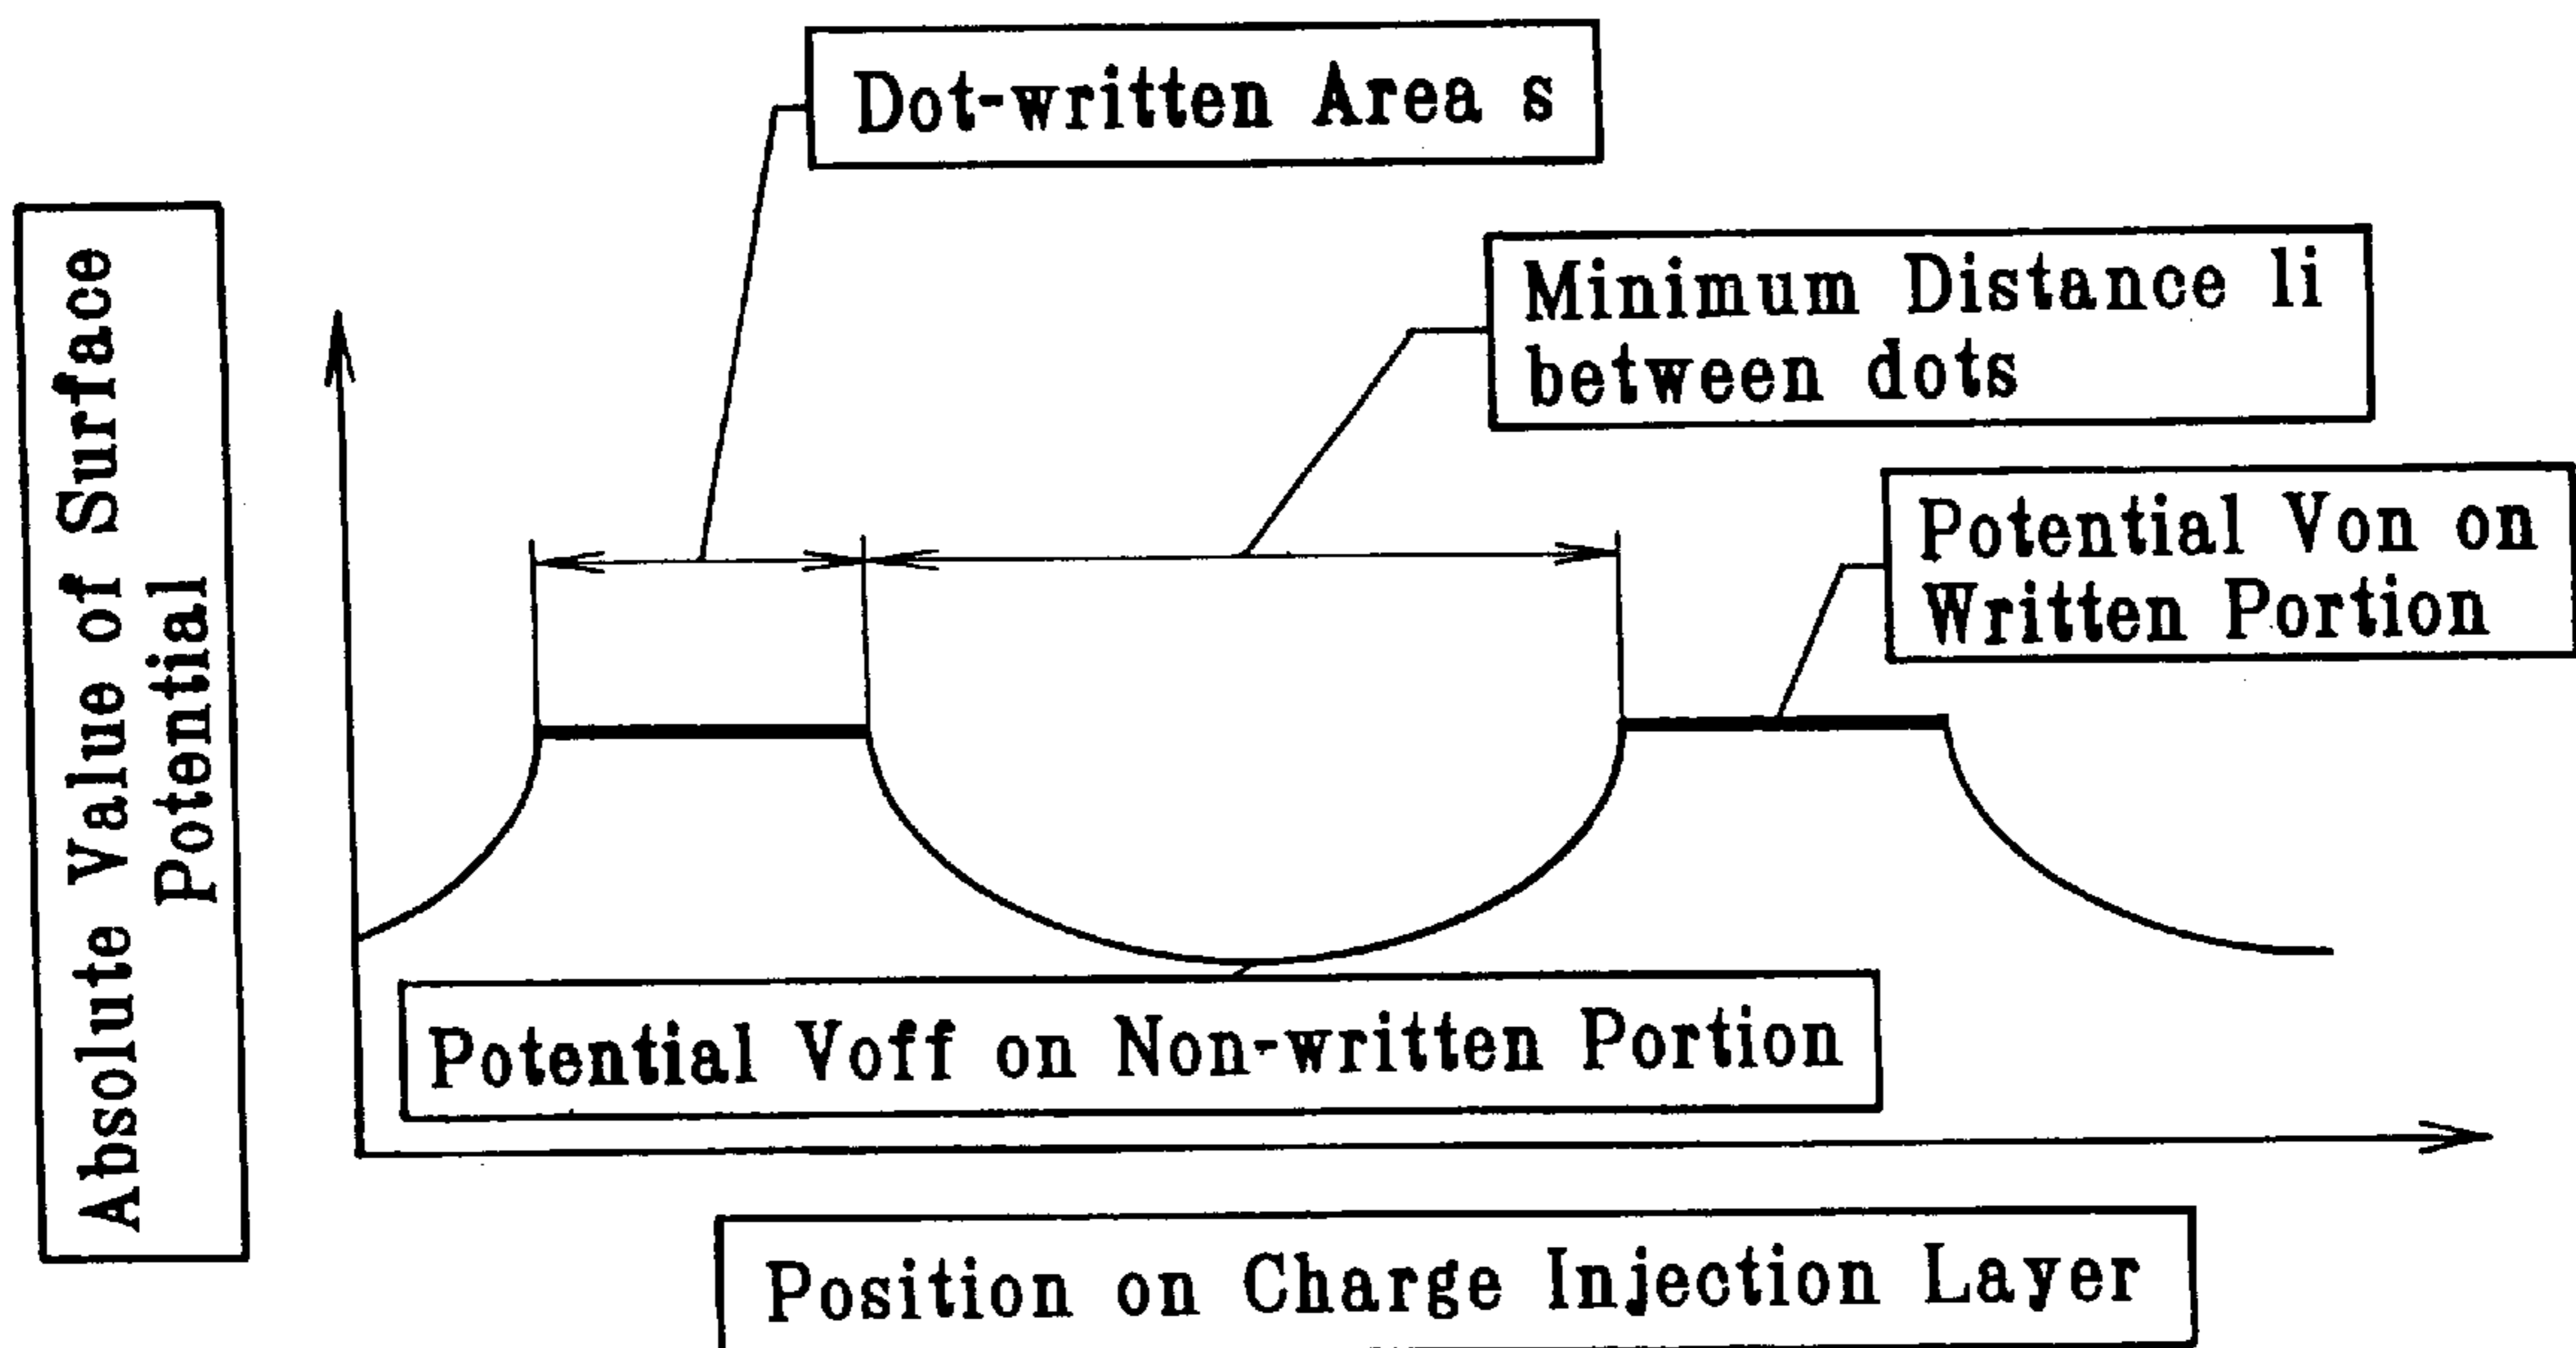 Dot-written Area s
Minimum Distance li
between dots
Potential Von on
Written Portion
Absolute Value of Surface
Potential
Potential Voff on Non-written Portion
Position on Charge Injection Layer